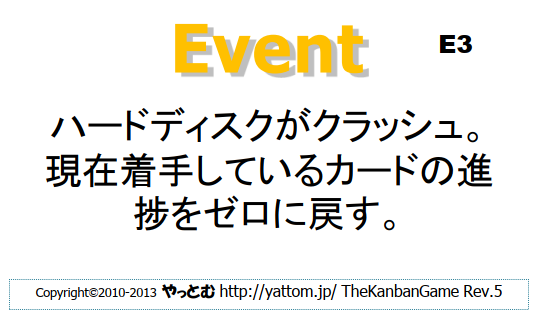 Event
E3
ハードディスクがクラッシュ。
現在着手しているカードの進
捗をゼロに戻す。
Copyright©2010-2013 やっとむ http://yattom.jp/ TheKanbanGame Rev.5